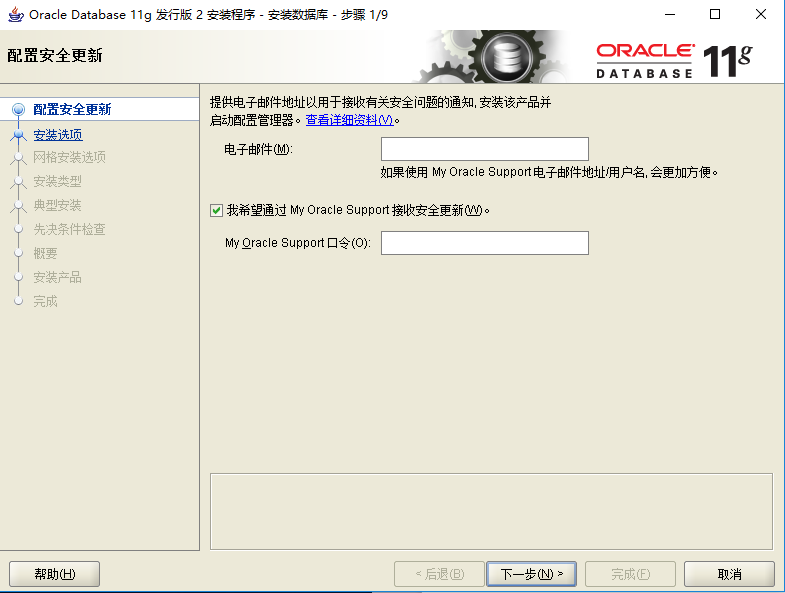 Oracle Database 11g 发行版 2 安装程序 - 安装数据库 - 步骤 1/9
配置安全更新
ORACLE
DATABASE 11g
配置安全更新
安装选项
网格安装选项
安装类型
典型安装
先决条件检查
概要
安装产品
完成
提供电子邮件地址以用于接收有关安全问题的通知, 安装该产品并
启动配置管理器。查看详细资料(V)。
电子邮件(M):
如果使用 My Oracle Support 电子邮件地址/用户名, 会更加方便。
我希望通过 My Oracle Support 接收安全更新(W)。
My Oracle Support 口令(O):
帮助(H)
< 后退(B)
下一步(N) >
完成(F)
取消